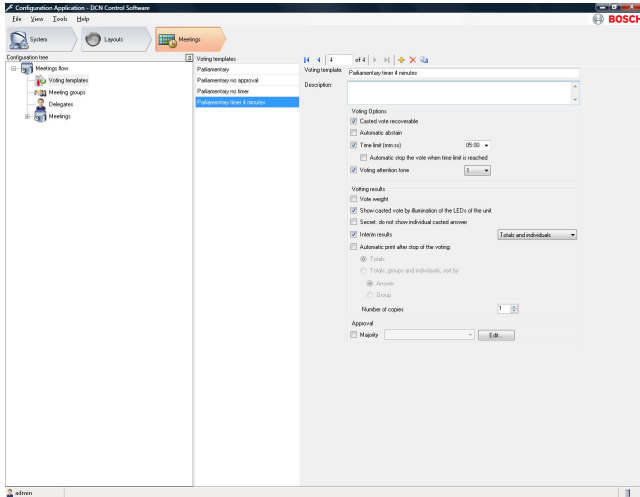 Configuration Application - DCN Control Software
File View Tools Help
BOSCH
System Layouts Meetings
Configuration tree
Meetings flow
Voting templates
Meeting groups
Delegates
Meetings
3 Voting templates
Parliamentary
Parliamentary no approval
Parliamentary no timer
Parliamentary timer 4 minutes
4 of 4
Voting template: Parliamentary timer 4 minutes
Description:
Voting Options
Casted vote recoverable
Automatic abstain
Time limit (mm:ss) 05:00
Automatic stop the vote when time limit is reached
Voting attention tone 1
Votting results
Vote weight
Show casted vote by illumination of the LEDs of the unit
Secret: do not show individual casted answer
Interim results Totals and individuals
Automatic print after stop of the voting:
Totals
Totals, groups and individuals, sort by
Answer
Group
Number of copies 1
Approval
Majority Edit...
admin